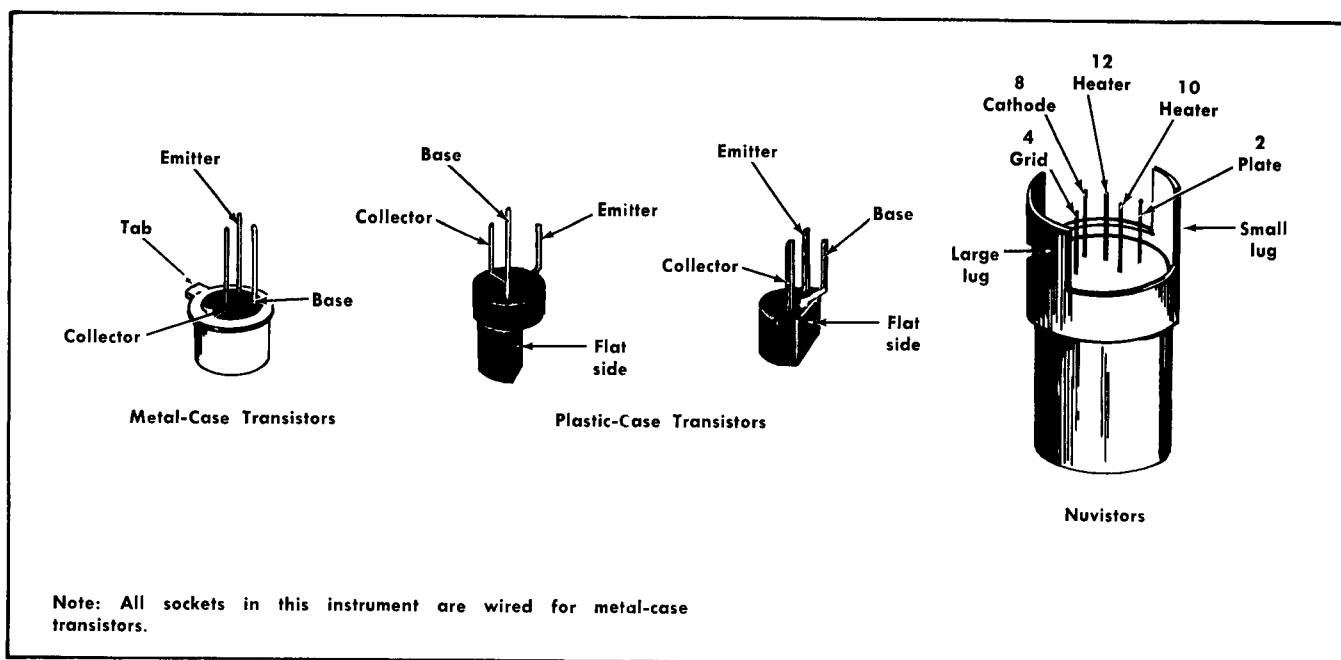 Emitter
Tab
Base
Collector
Metal-Case Transistors
Base
Collector
Emitter
Flat
side
Emitter
Base
Collector
Flat
side
Plastic-Case Transistors
12
Heater
8
Cathode
10
Heater
4
Grid
2
Plate
Large
lug
Small
lug
Nuvistors
Note: All sockets in this instrument are wired for metal-case
transistors.